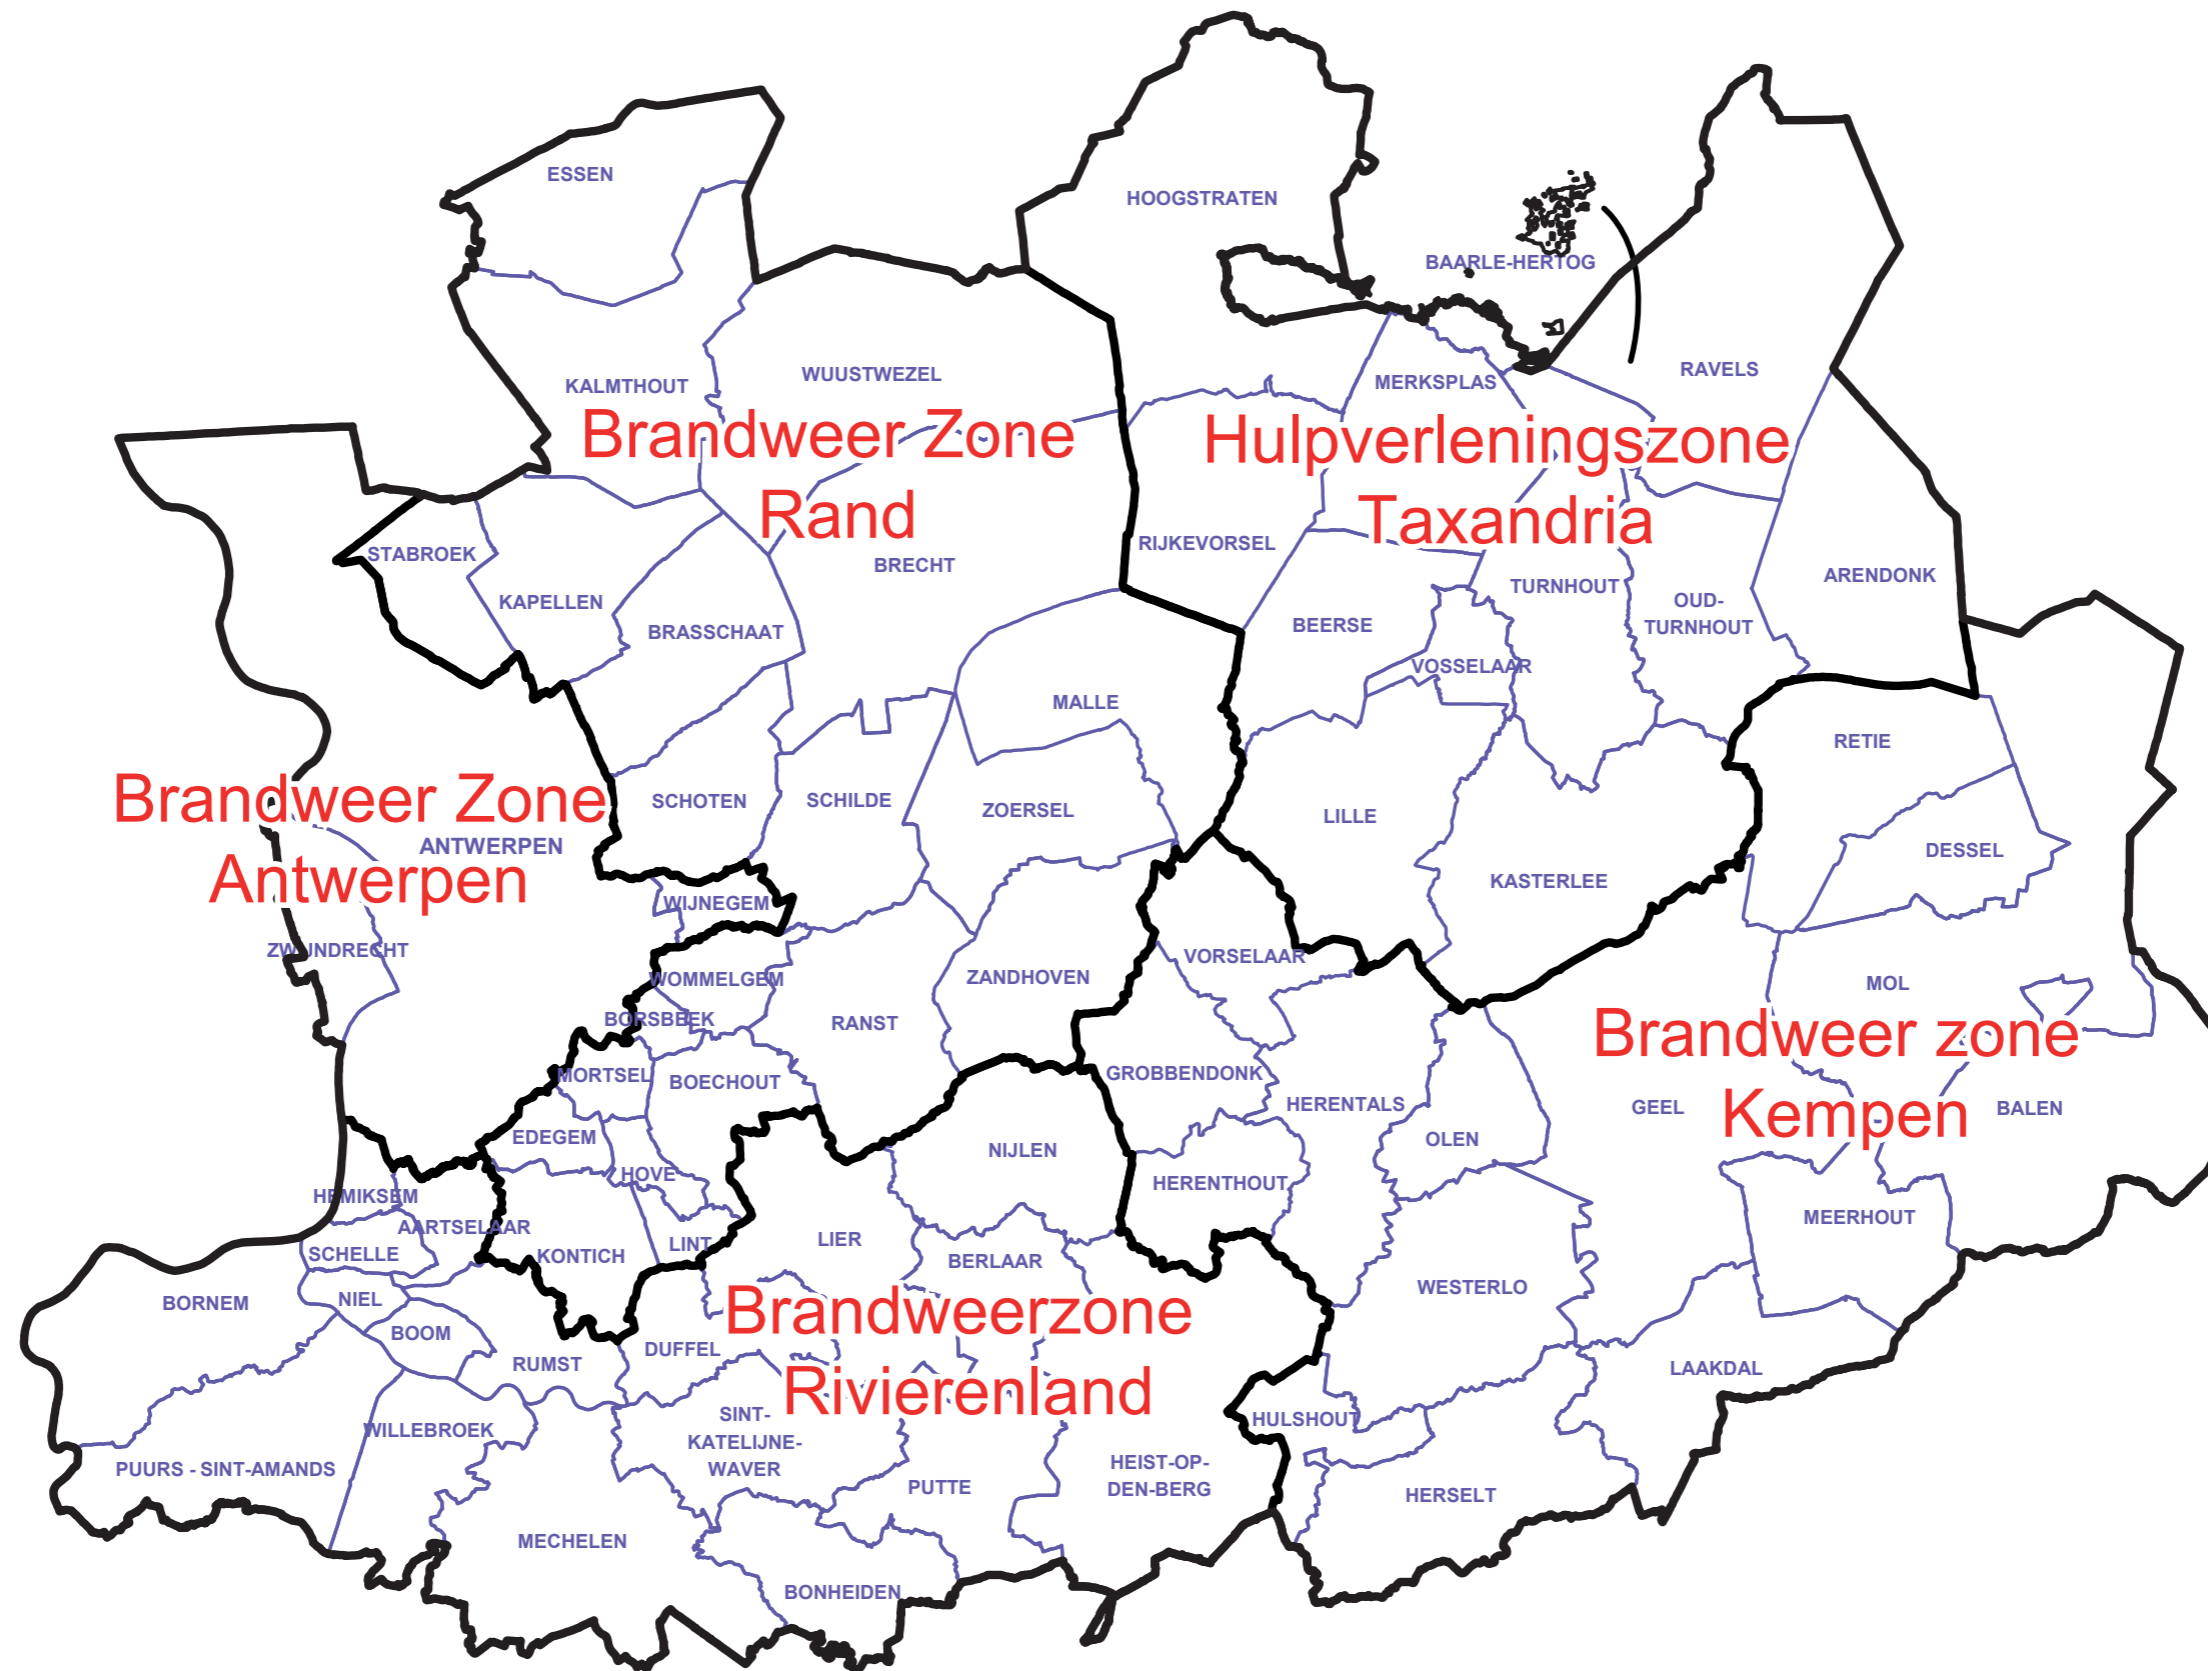 ESSEN
HOOGSTRATEN
BAARLE-HERTOG
KALMTHOUT
WUUSTWEZEL
MERKSPLAS
RAVELS
Brandweer Zone
Rand
Hulpverleningszone
Taxandria
STABROEK
KAPELLEN
BRASSCHAAT
BRECHT
RIJKEVORSEL
TURNHOUT
OUD-
TURNHOUT
ARENDONK
BEERSE
VOSSELAAR
MALLE
RETIE
Brandweer Zone
Antwerpen
ANTWERPEN
SCHOTEN
SCHILDE
ZOERSEL
LILLE
DESSEL
KASTERLEE
WIJNEGEM
ZWIJNDRECHT
WOMMELGEM
ZANDHOVEN
VORSELAAR
MOL
BORSBEEK
RANST
Brandweer zone
Kempen
MORTSEL
BOECHOUT
GROBBENDONK
HERENTALS
GEEL
BALEN
EDEGEM
OLEN
NIJLEN
HOVE
HERENTHOUT
HEMIKSEM
AARTSELAAR
MEERHOUT
SCHELLE
KONTICH
LINT
LIER
BERLAAR
WESTERLO
BORNEM
NIEL
BOOM
Brandweerzone
Rivierenland
RUMST
DUFFEL
LAAKDAL
WILLEBROEK
SINT-
KATELIJNE-
WAVER
HULSHOUT
PUURS - SINT-AMANDS
HEIST-OP-
DEN-BERG
PUTTE
HERSELT
MECHELEN
BONHEIDEN